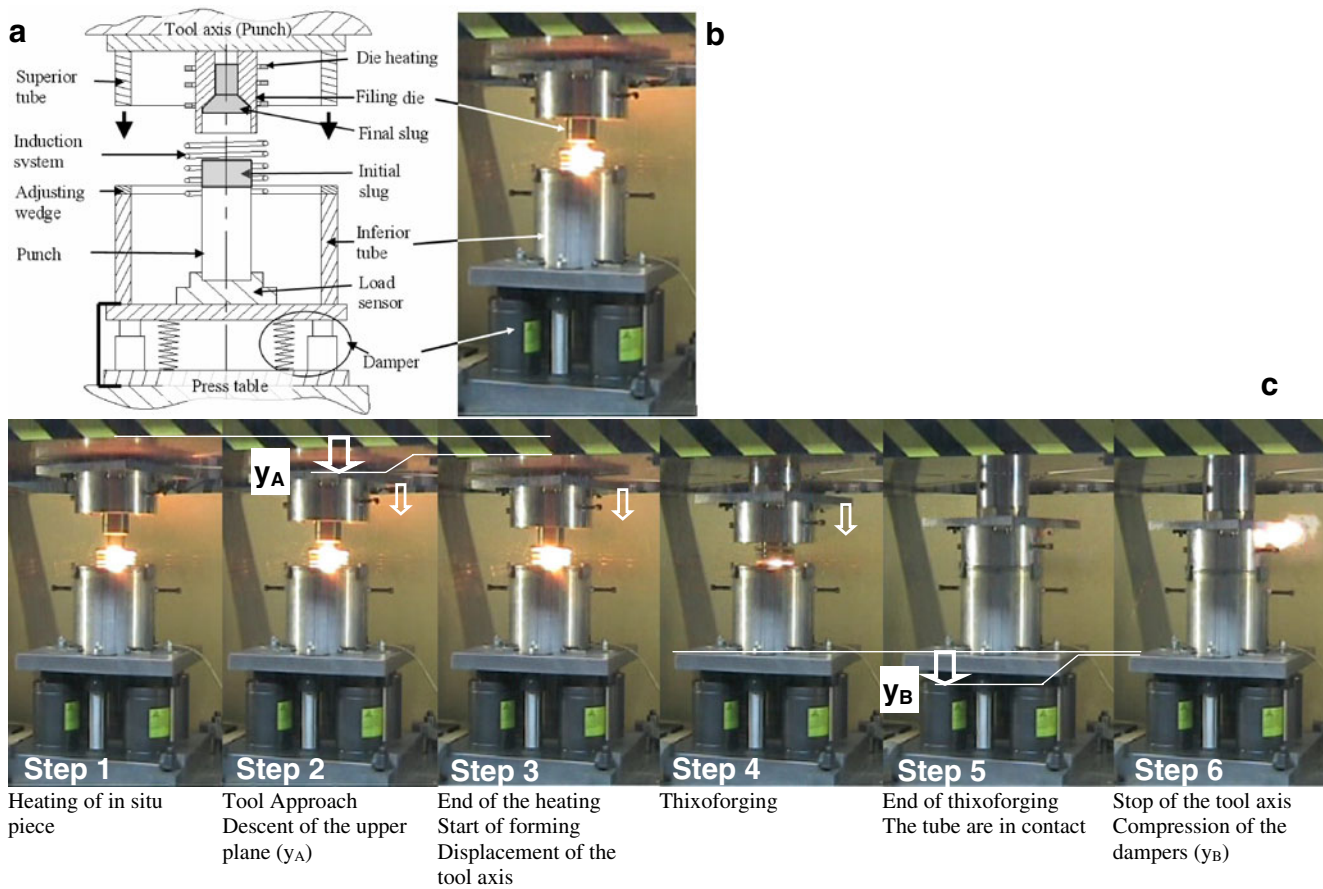 a
Tool axis (Punch)
Superior
tube
Die heating
Filing die
Final slug
Induction
svstem
Initial
slug
Adjusting
wedge
Punch
Inferior
tube
Load
sensor
Damper
Press table
b
c
yA
yB
Step 1
Step 2
Step 3
Step 4
Step 5
Step 6
Heating of in situ
piece
Tool Approach
Descent of the upper
plane (yA)
End of the heating
Start of forming
Displacement of the
tool axis
Thixoforging
End of thixoforging
The tube are in contact
Stop of the tool axis
Compression of the
dampers (yB)